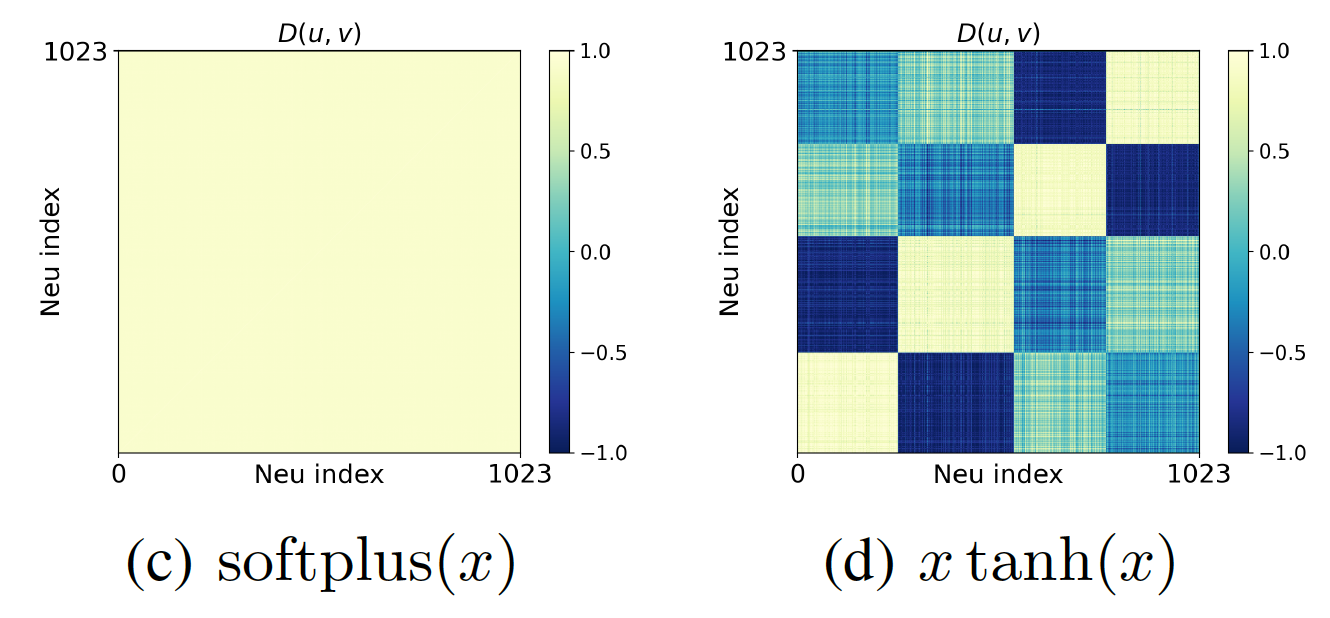 D(u, v)
1023
Neu index
0
Neu index
1023
1.0
0.5
0.0
−0.5
−1.0
(c) softplus(x)
D(u, v)
1023
Neu index
0
Neu index
1023
1.0
0.5
0.0
−0.5
−1.0
(d) x tanh(x)